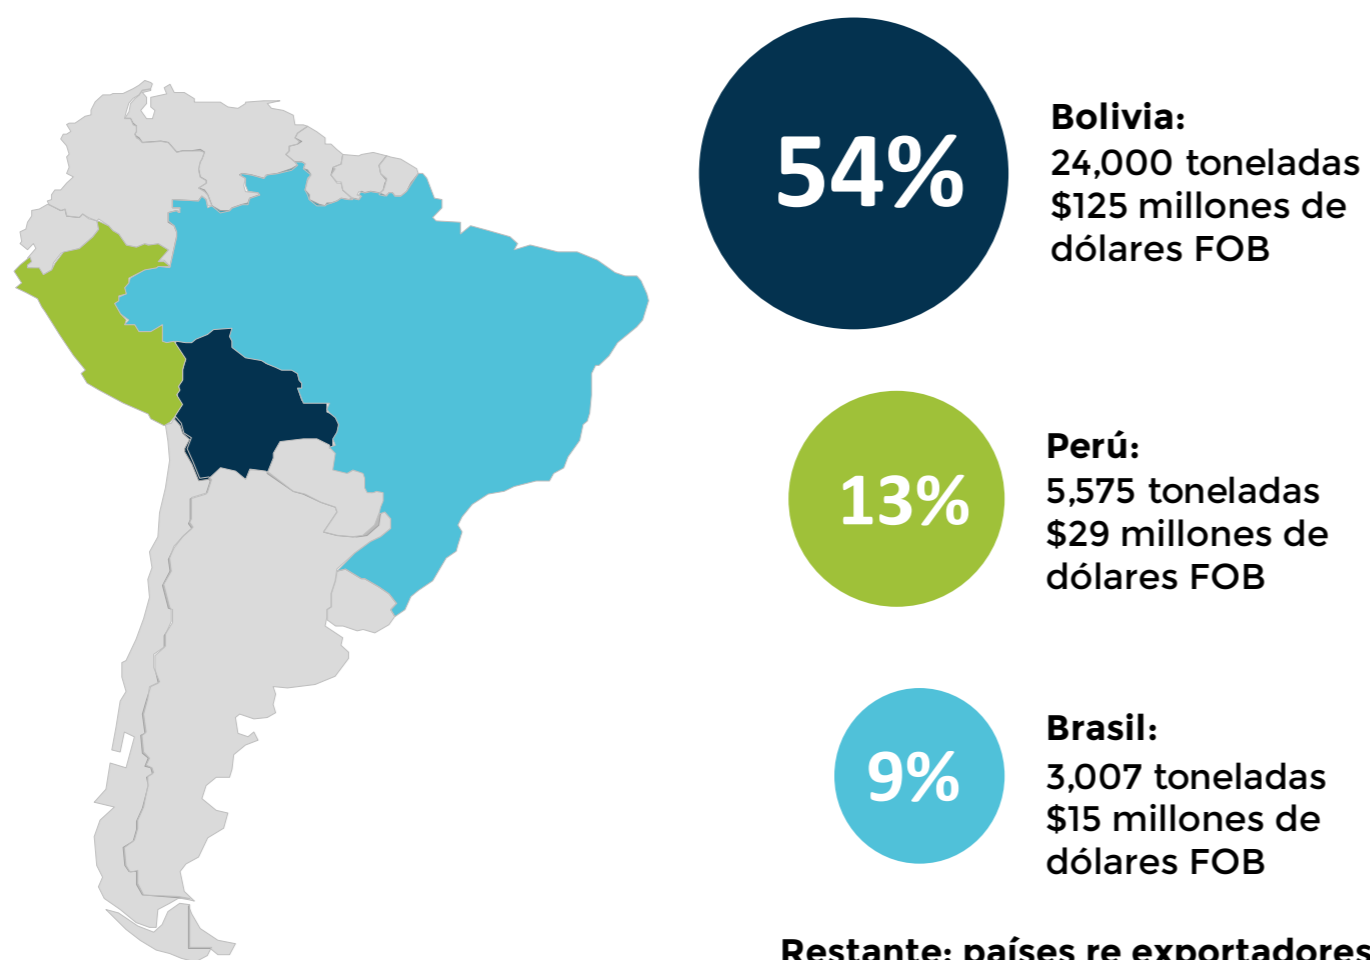 54%
Bolivia:
24,000 toneladas
$125 millones de
dólares FOB
13%
Perú:
5,575 toneladas
$29 millones de
dólares FOB
9%
Brasil:
3,007 toneladas
$15 millones de
dólares FOB
Restante: países re exportadores